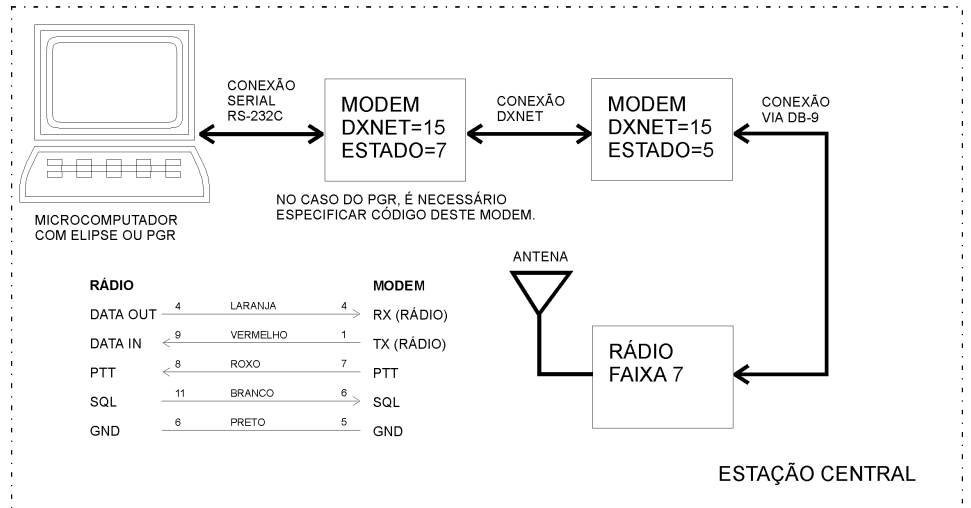 CONEXÃO
SERIAL
RS-232C
MODEM
DXNET=15
ESTADO=7
CONEXÃO
DXNET
MODEM
DXNET=15
ESTADO=5
CONEXÃO
VIA DB-9
MICROCOMPUTADOR
COM ELIPSE OU PGR
NO CASO DO PGR, É NECESSÁRIO
ESPECIFICAR CÓDIGO DESTE MODEM.
ANTENA
RÁDIO
FAIXA 7
RÁDIO MODEM
DATA OUT 4 LARANJA 4 RX (RÁDIO)
DATA IN 9 VERMELHO 1 TX (RÁDIO)
PTT 8 ROXO 7 PTT
SQL 11 BRANCO 6 SQL
GND 6 PRETO 5 GND
ESTAÇÃO CENTRAL